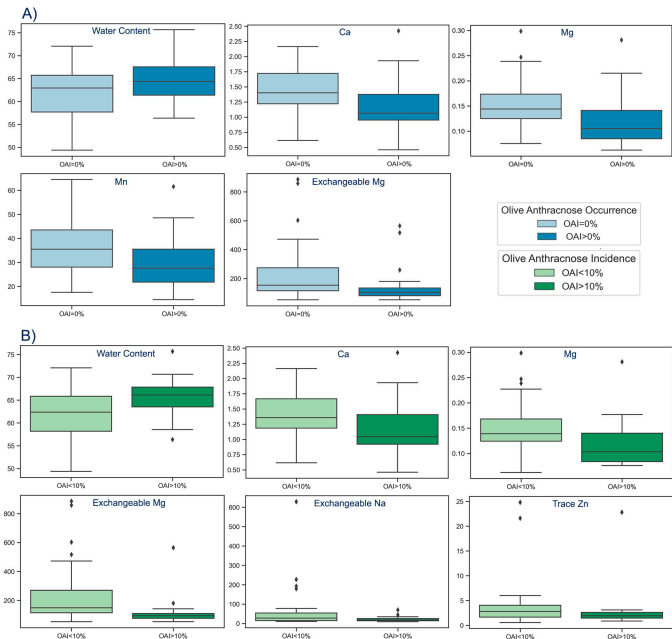 A)
Water Content
Ca
Mg
75
70
65
60
55
50
OAI=0%
OAI>0%
2.50
2.25
2.00
1.75
1.50
1.25
1.00
0.75
0.50
OAI=0%
OAI>0%
0.30
0.25
0.20
0.15
0.10
OAI=0%
OAI>0%
Mn
Exchangeable Mg
60
50
40
30
20
OAI=0%
OAI>0%
800
600
400
200
OAI=0%
OAI>0%
Olive Anthracnose Occurrence
OAI=0%
OAI>0%
Olive Anthracnose Incidence
OAI<10%
OAI>10%
B)
Water Content
Ca
Mg
75
70
65
60
55
50
OAI<10%
OAI>10%
2.50
2.25
2.00
1.75
1.50
1.25
1.00
0.75
0.50
OAI<10%
OAI>10%
0.30
0.25
0.20
0.15
0.10
OAI<10%
OAI>10%
Exchangeable Mg
Exchangeable Na
Trace Zn
800
600
400
200
OAI<10%
OAI>10%
600
500
400
300
200
100
0
OAI<10%
OAI>10%
25
20
15
10
5
0
OAI<10%
OAI>10%